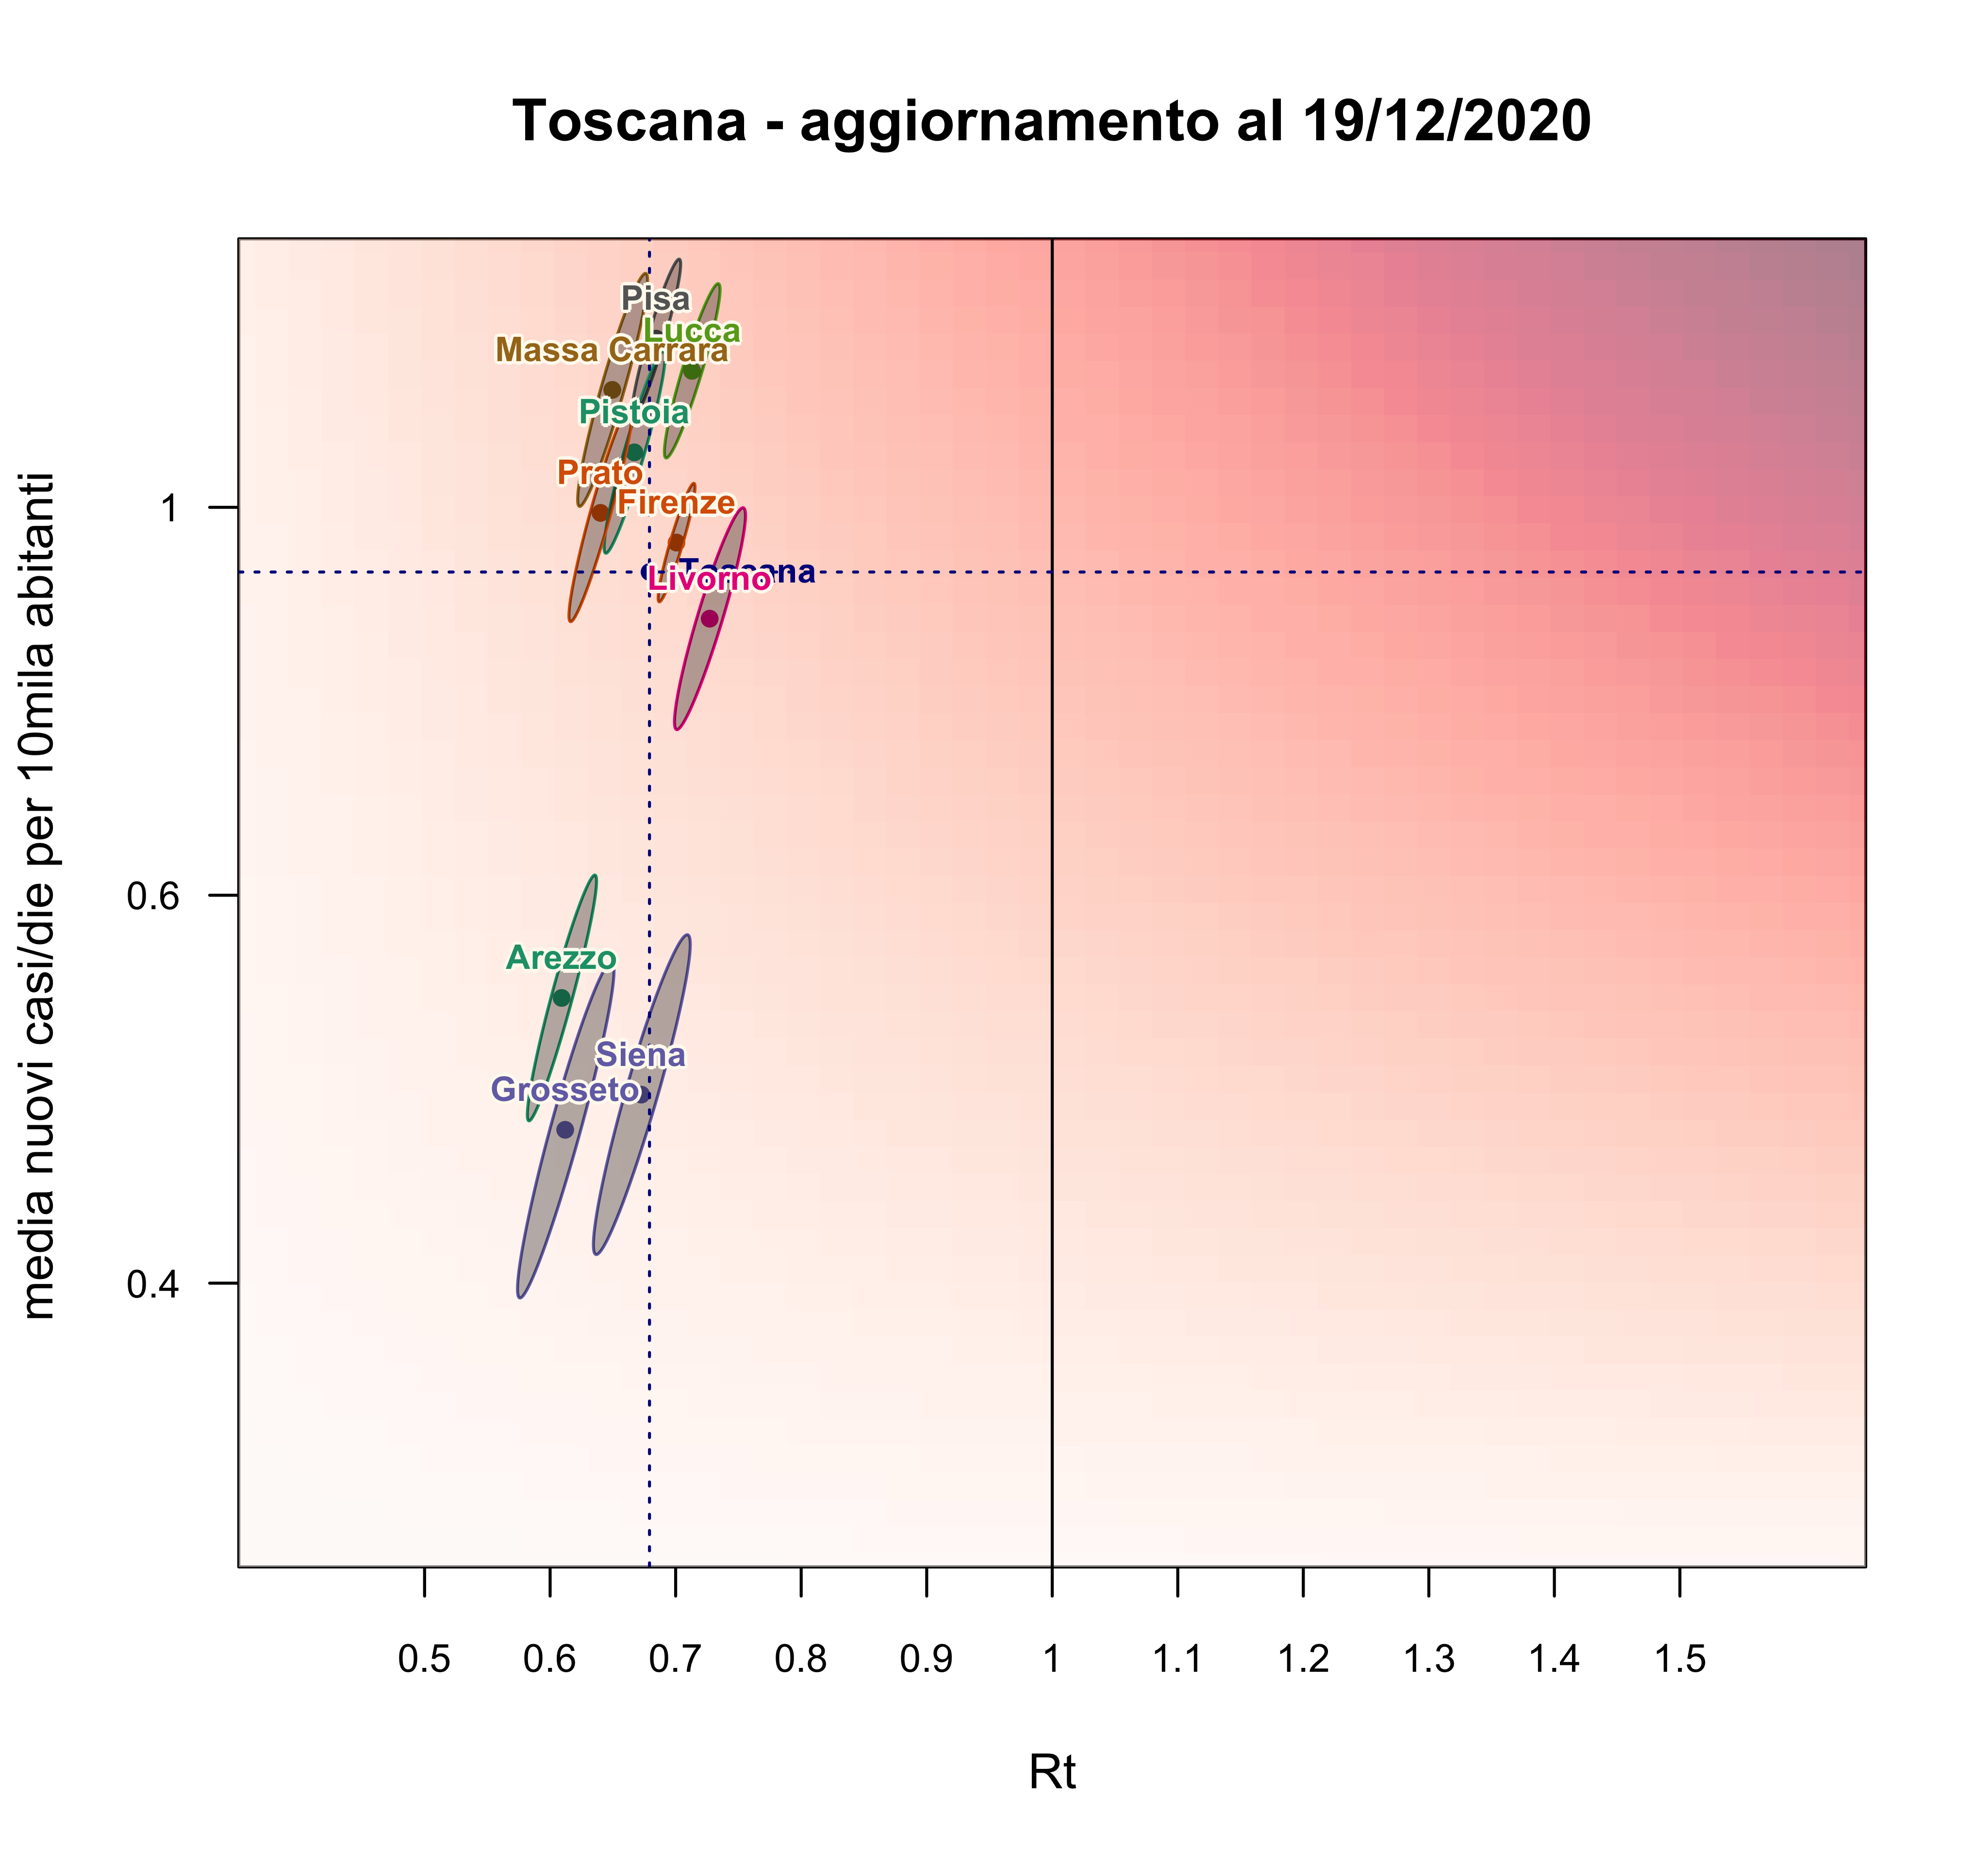 Toscana - aggiornamento al 19/12/2020
media nuovi casi/die per 10mila abitanti
1
0.6
0.4
Pisa
Lucca
Massa Carrara
Pistoia
Prato
Firenze
Toscana
Livorno
Arezzo
Siena
Grosseto
0.5 0.6 0.7 0.8 0.9 1 1.1 1.2 1.3 1.4 1.5
Rt